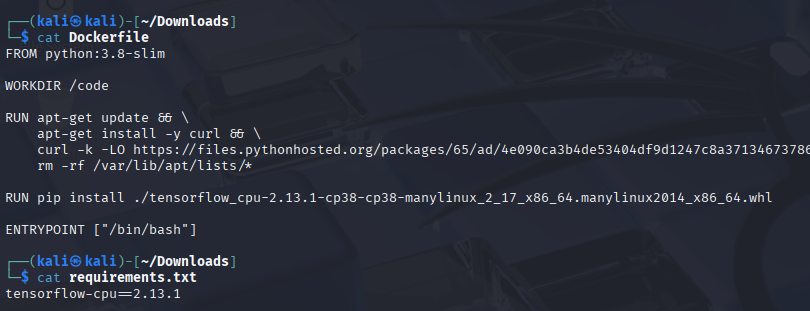 ┌──(kali㉿kali)-[~/Downloads]
└─$ cat Dockerfile
FROM python:3.8-slim
WORKDIR /code
RUN apt-get update && \
    apt-get install -y curl && \
    curl -k -LO https://files.pythonhosted.org/packages/65/ad/4e090ca3b4de53404df9d1247c8a37134673786
    rm -rf /var/lib/apt/lists/*
RUN pip install ./tensorflow_cpu-2.13.1-cp38-cp38-manylinux_2_17_x86_64.manylinux2014_x86_64.whl
ENTRYPOINT ["/bin/bash"]
┌──(kali㉿kali)-[~/Downloads]
└─$ cat requirements.txt
tensorflow-cpu==2.13.1